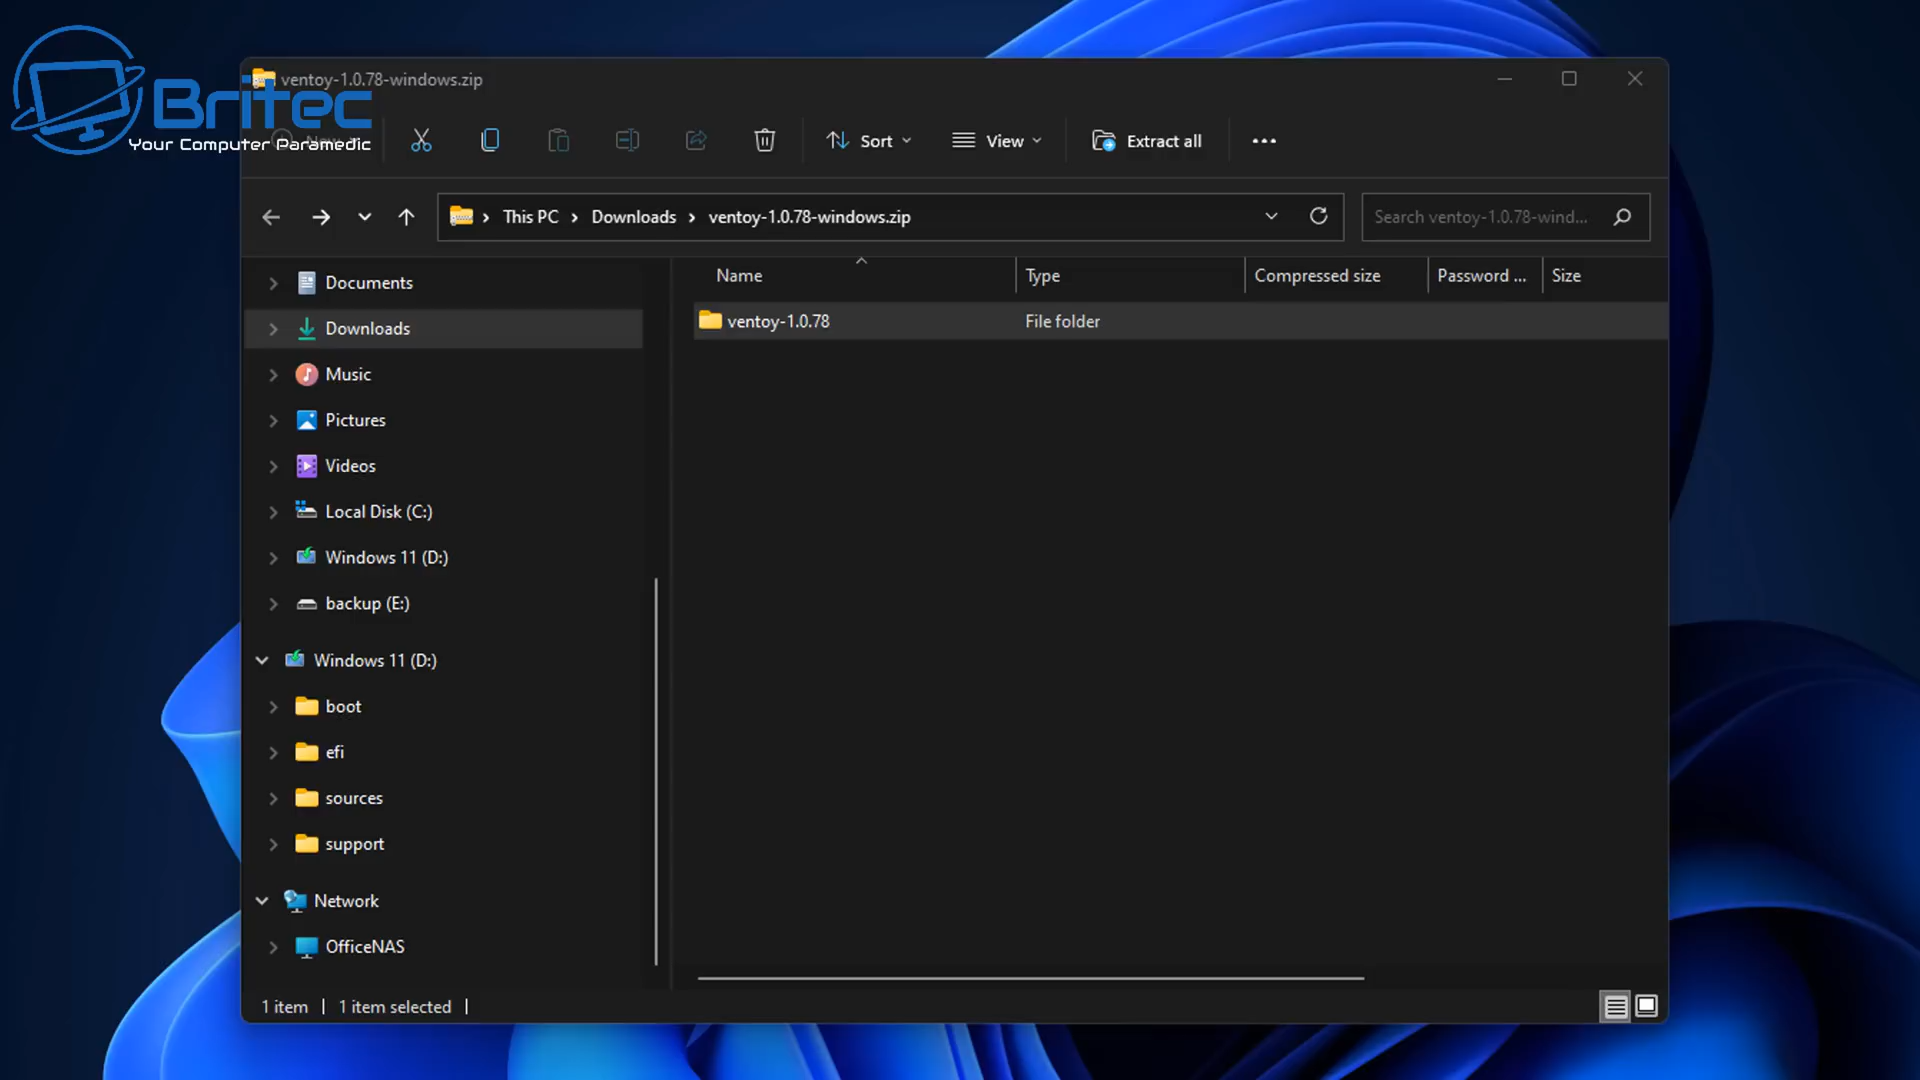 ventoy-1.0.78-windows.zip
Britec
Your Computer Paramedic
Sort
View
Extract all
This PC
Downloads
ventoy-1.0.78-windows.zip
Search ventoy-1.0.78-wind...
Name
Type
Compressed size
Password ...
Size
ventoy-1.0.78
File folder
Documents
Downloads
Music
Pictures
Videos
Local Disk (C:)
Windows 11 (D:)
backup (E:)
Windows 11 (D:)
boot
efi
sources
support
Network
OfficeNAS
1 item
1 item selected